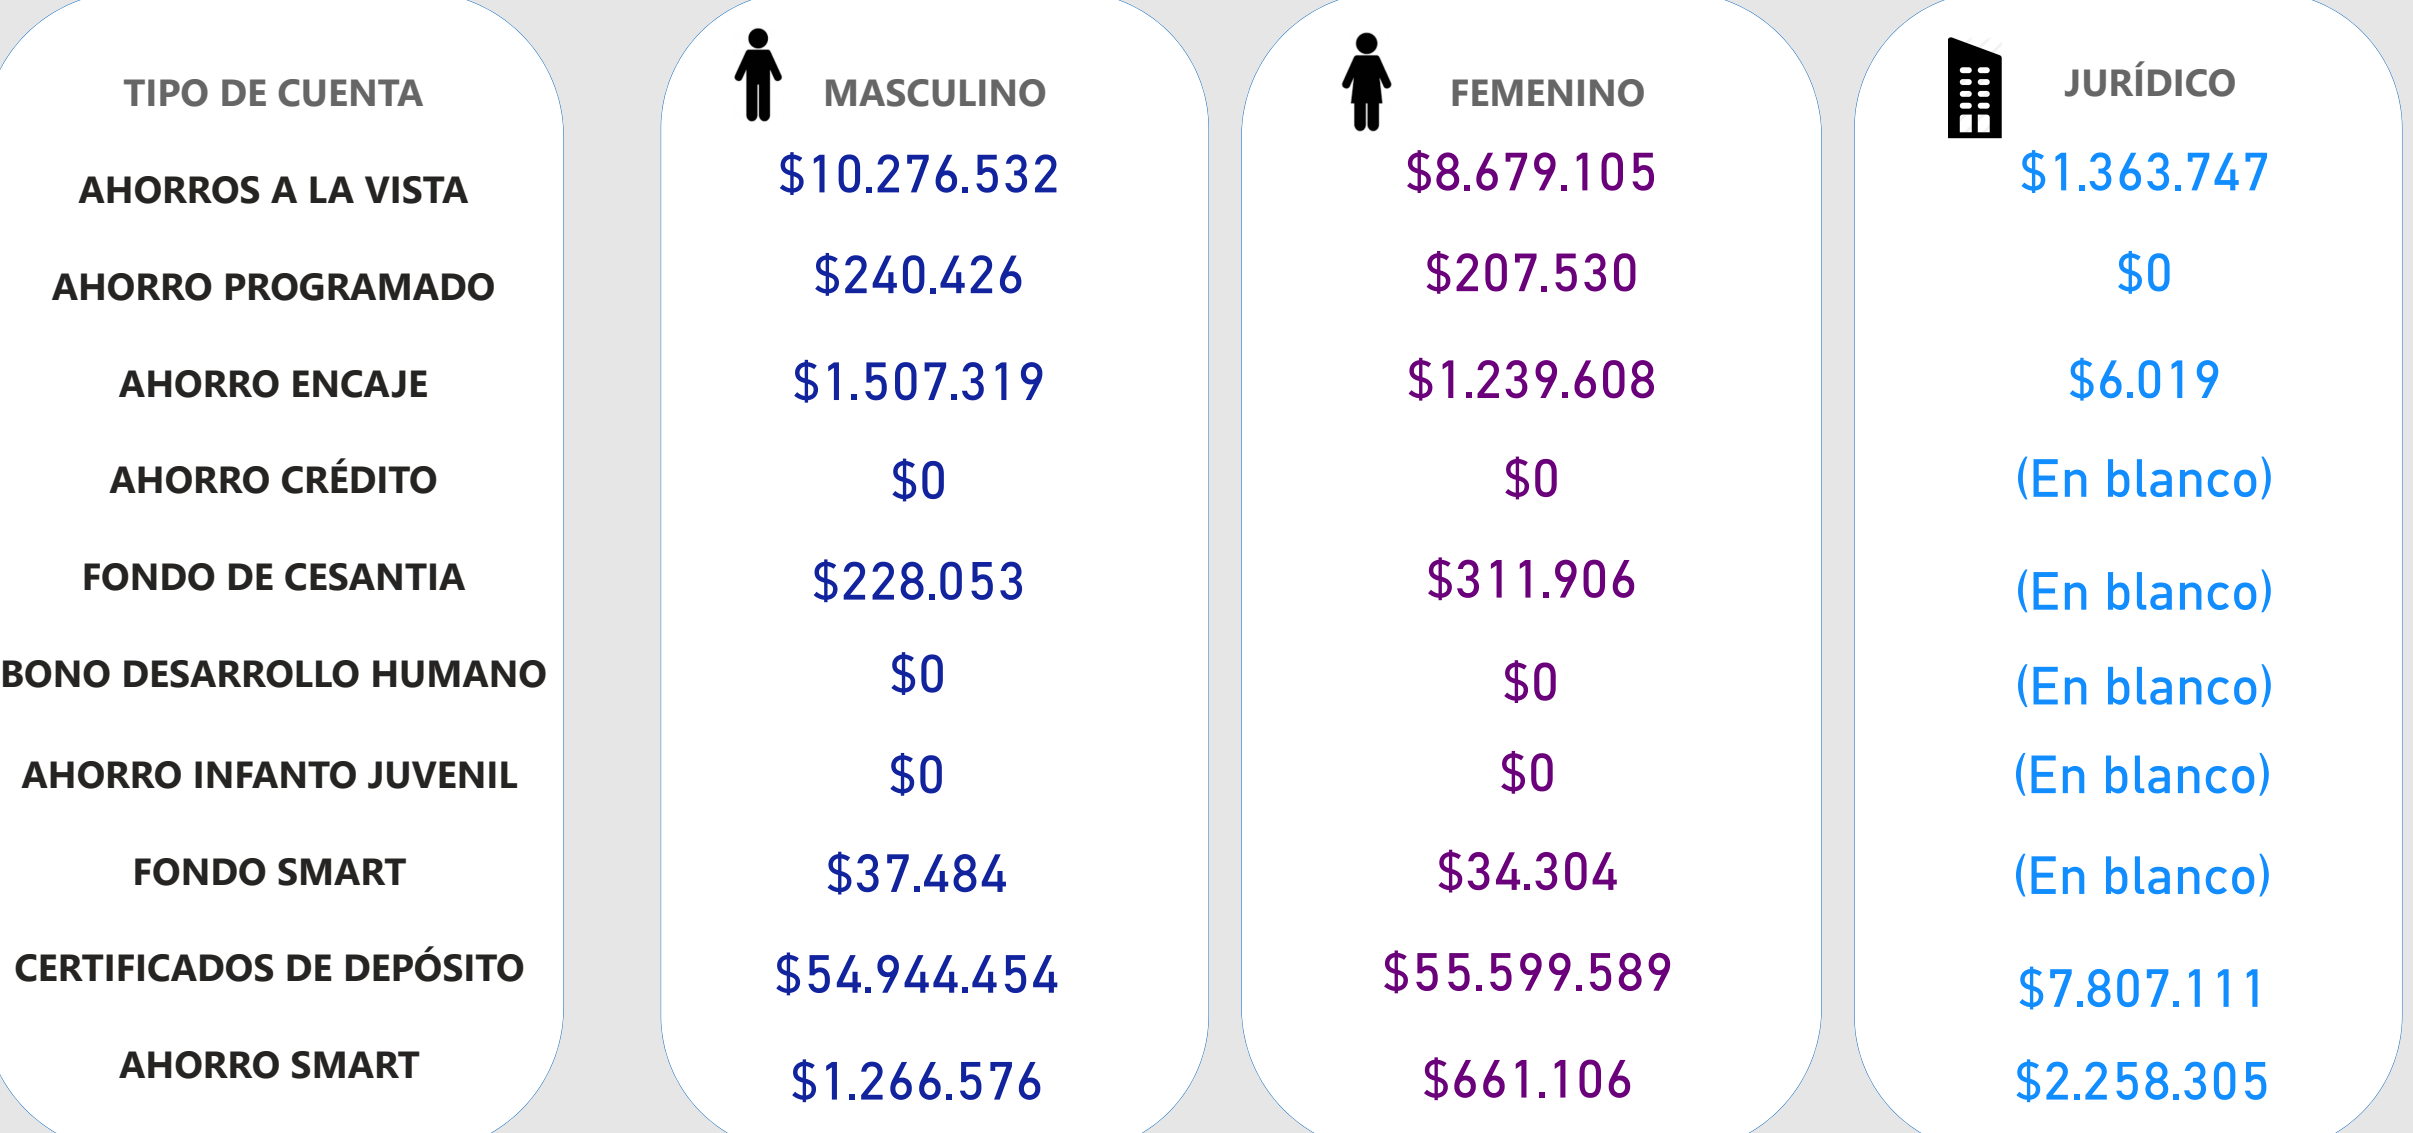 TIPO DE CUENTA MASCULINO FEMENINO JURÍDICO
AHORROS A LA VISTA $10.276.532 $8.679.105 $1.363.747
AHORRO PROGRAMADO $240.426 $207.530 $0
AHORRO ENCAJE $1.507.319 $1.239.608 $6.019
AHORRO CRÉDITO $0 $0 (En blanco)
FONDO DE CESANTIA $228.053 $311.906 (En blanco)
BONO DESARROLLO HUMANO $0 $0 (En blanco)
AHORRO INFANTO JUVENIL $0 $0 (En blanco)
FONDO SMART $37.484 $34.304 (En blanco)
CERTIFICADOS DE DEPÓSITO $54.944.454 $55.599.589 $7.807.111
AHORRO SMART $1.266.576 $661.106 $2.258.305